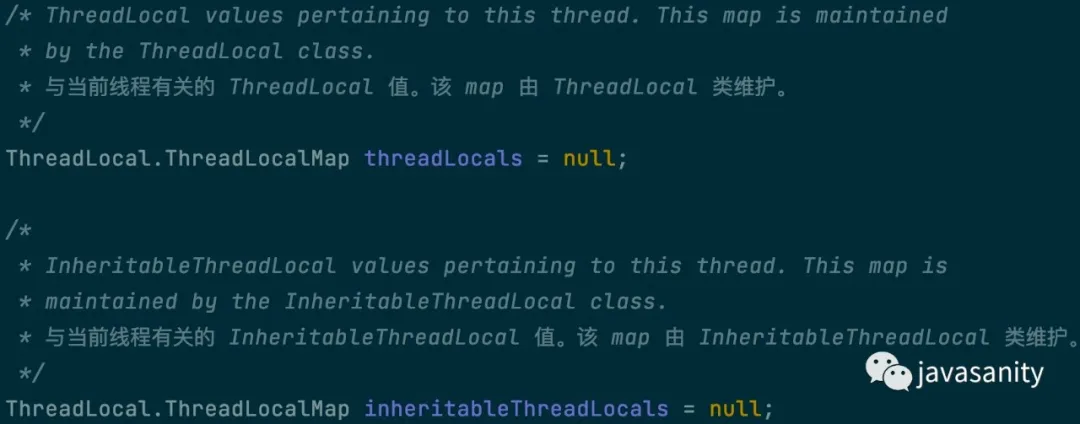 /* ThreadLocal values pertaining to this thread. This map is maintained
 * by the ThreadLocal class.
 * 与当前线程有关的 ThreadLocal 值。该 map 由 ThreadLocal 类维护。
 */
ThreadLocal.ThreadLocalMap threadLocals = null;

/*
 * InheritableThreadLocal values pertaining to this thread. This map is
 * maintained by the InheritableThreadLocal class.
 * 与当前线程有关的 InheritableThreadLocal 值。该 map 由 InheritableThreadLocal 类维护。
 */
javasanity
ThreadLocal.ThreadLocalMap inheritableThreadLocals = null;